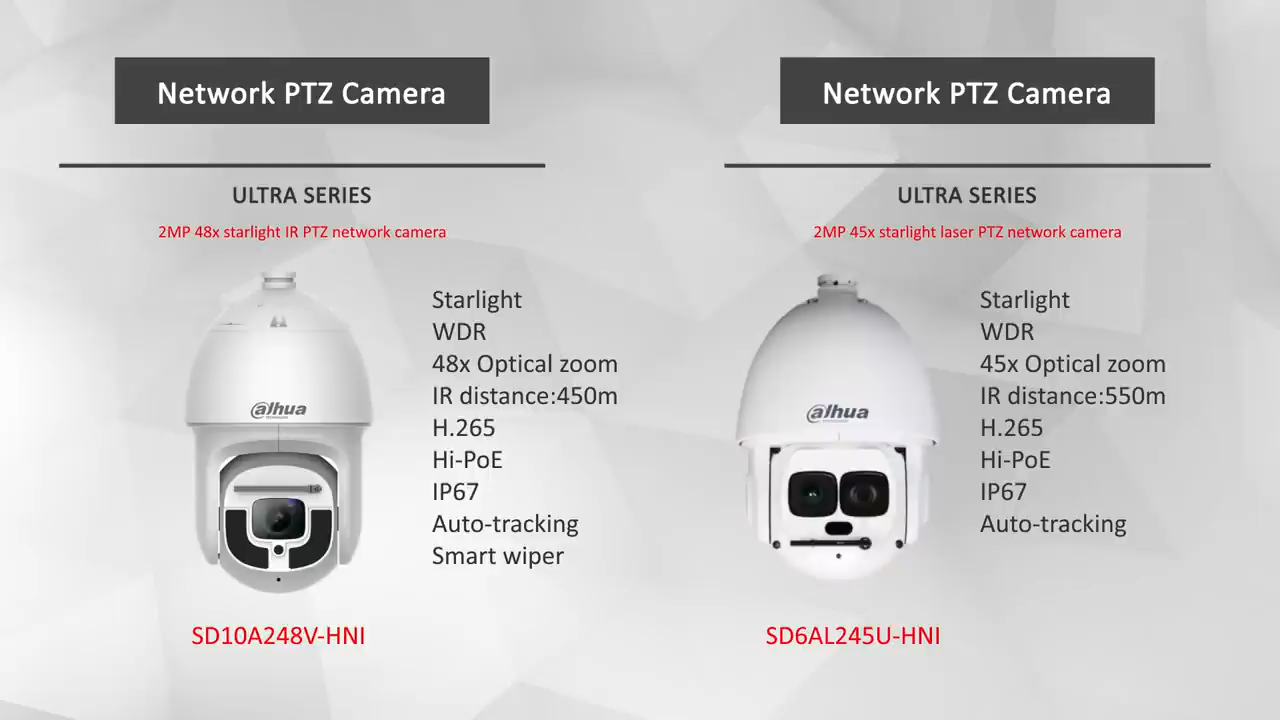 Network PTZ Camera
ULTRA SERIES
2MP 48x starlight IR PTZ network camera
Starlight
WDR
48x Optical zoom
IR distance:450m
H.265
Hi-PoE
IP67
Auto-tracking
Smart wiper
alhua
SD10A248V-HNI
Network PTZ Camera
ULTRA SERIES
2MP 45x starlight laser PTZ network camera
Starlight
WDR
45x Optical zoom
IR distance:550m
H.265
Hi-PoE
IP67
Auto-tracking
alhua
SD6AL245U-HNI